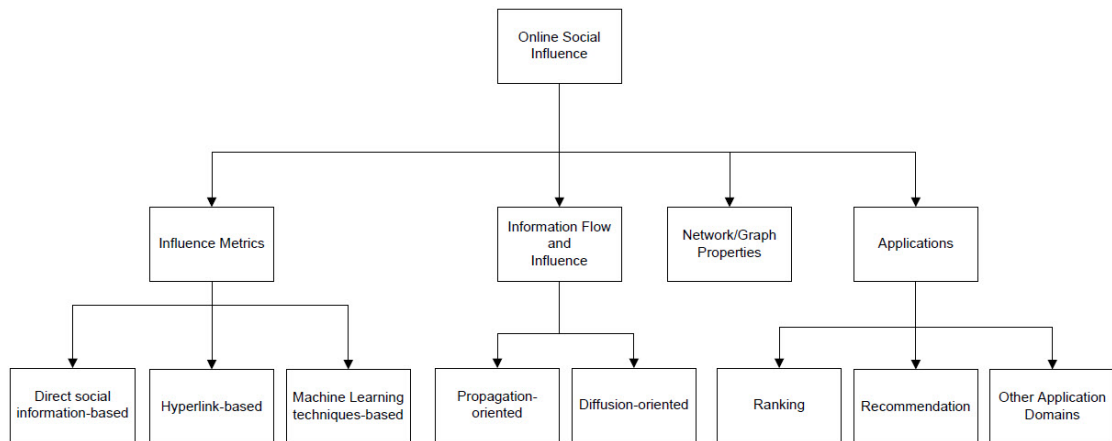 Online Social
Influence
Influence Metrics
Information Flow
and
Influence
Network/Graph
Properties
Applications
Direct social
information-based
Hyperlink-based
Machine Learning
techniques-based
Propagation-
oriented
Diffusion-oriented
Ranking
Recommendation
Other Application
Domains